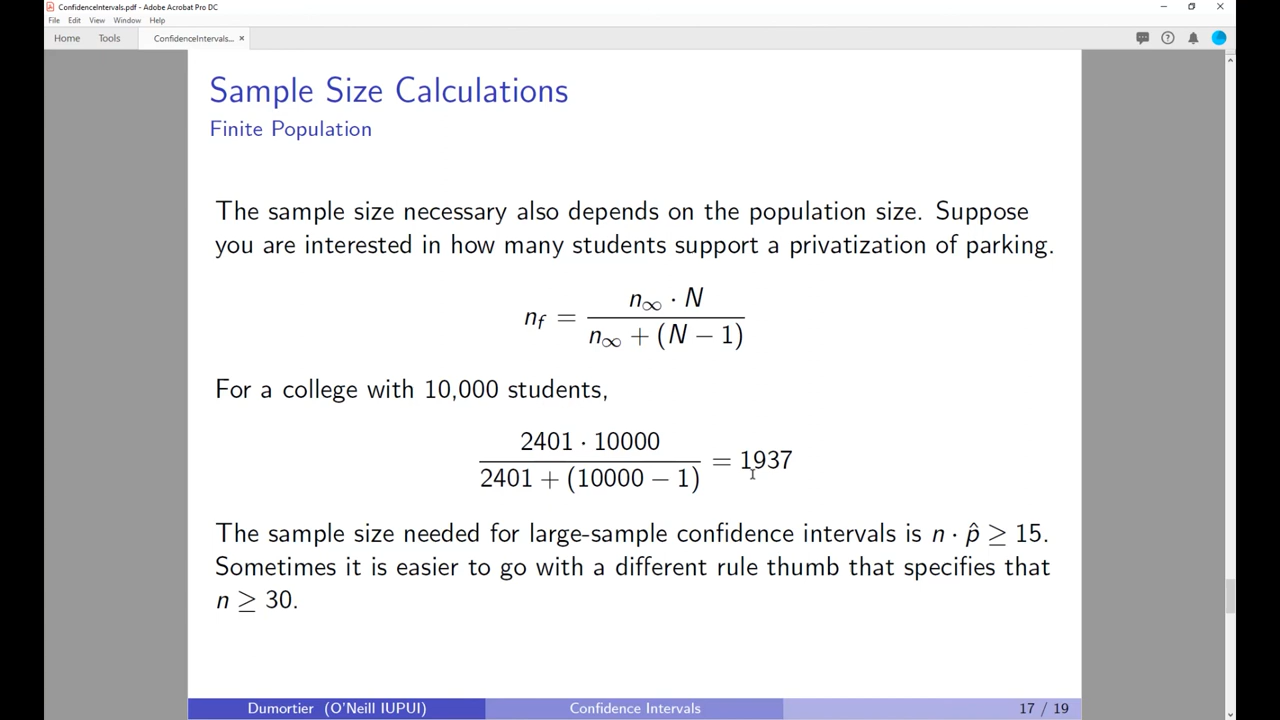 ConfidenceIntervals.pdf - Adobe Acrobat Pro DC
File Edit View Window Help
Home Tools ConfidenceIntervals... ×
Sample Size Calculations
Finite Population
The sample size necessary also depends on the population size. Suppose
you are interested in how many students support a privatization of parking.
n_f = \frac{n_∞ · N}{n_∞ + (N − 1)}
For a college with 10,000 students,
\frac{2401 · 10000}{2401 + (10000 − 1)} = 1937
The sample size needed for large-sample confidence intervals is n · p̂ ≥ 15.
Sometimes it is easier to go with a different rule thumb that specifies that
n ≥ 30.
Dumortier (O'Neill IUPUI) Confidence Intervals 17 / 19